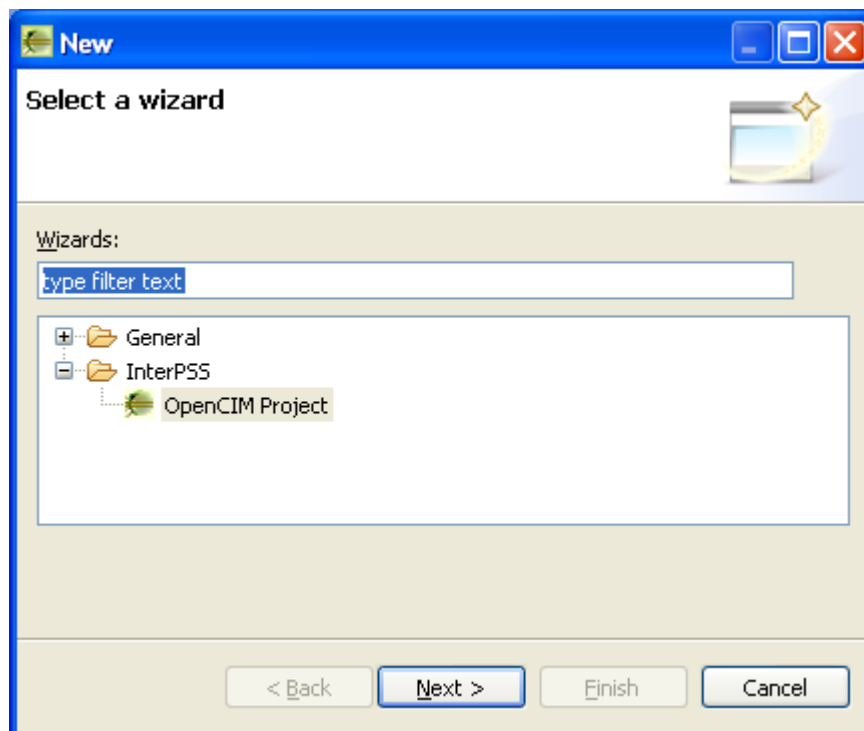 New
Select a wizard
Wizards:
type filter text
General
InterPSS
OpenCIM Project
< Back Next > Finish Cancel